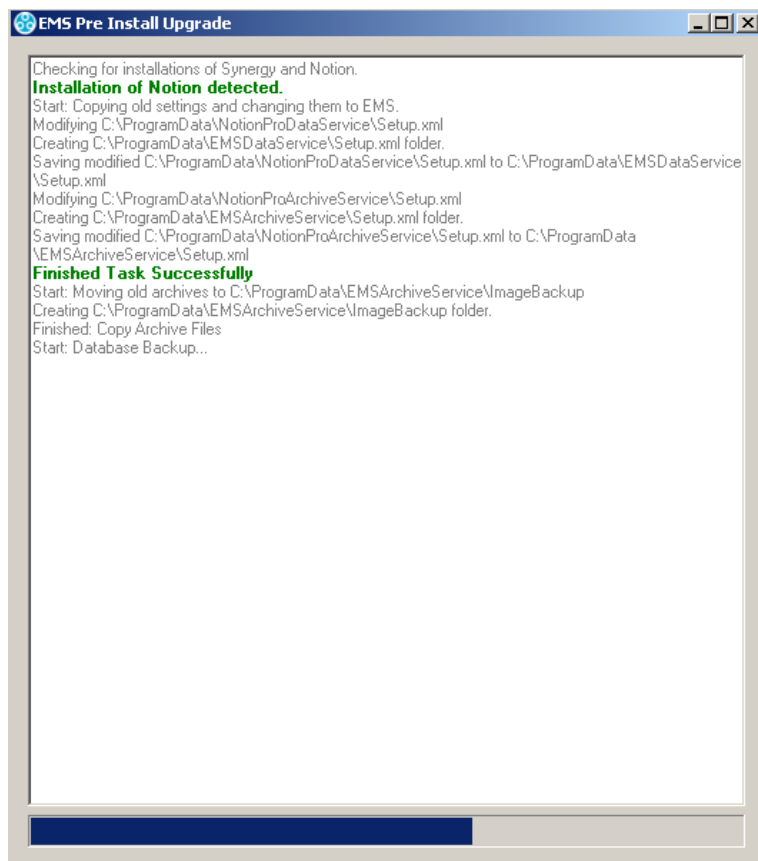 EMS Pre Install Upgrade
Checking for installations of Synergy and Notion.
Installation of Notion detected.
Start: Copying old settings and changing them to EMS.
Modifying C:\ProgramData\NotionProDataService\Setup.xml
Creating C:\ProgramData\EMSDataService\Setup.xml folder.
Saving modified C:\ProgramData\NotionProDataService\Setup.xml to C:\ProgramData\EMSDataService
\Setup.xml
Modifying C:\ProgramData\NotionProArchiveService\Setup.xml
Creating C:\ProgramData\EMSArchiveService\Setup.xml folder.
Saving modified C:\ProgramData\NotionProArchiveService\Setup.xml to C:\ProgramData
\EMSArchiveService\Setup.xml
Finished Task Successfully
Start: Moving old archives to C:\ProgramData\EMSArchiveService\ImageBackup
Creating C:\ProgramData\EMSArchiveService\ImageBackup folder.
Finished: Copy Archive Files
Start: Database Backup...